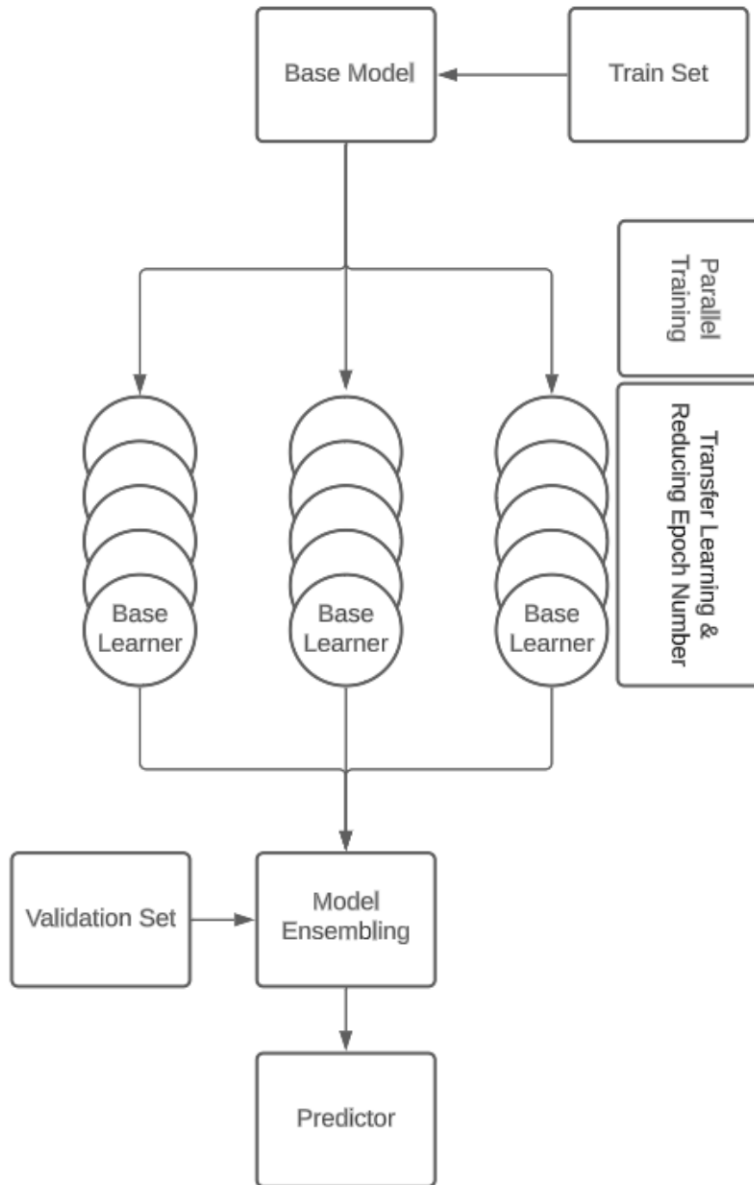 Base Model
Train Set
Parallel
Training
Transfer Learning &
Reducing Epoch Number
Base
Learner
Base
Learner
Base
Learner
Validation Set
Model
Ensembling
Predictor